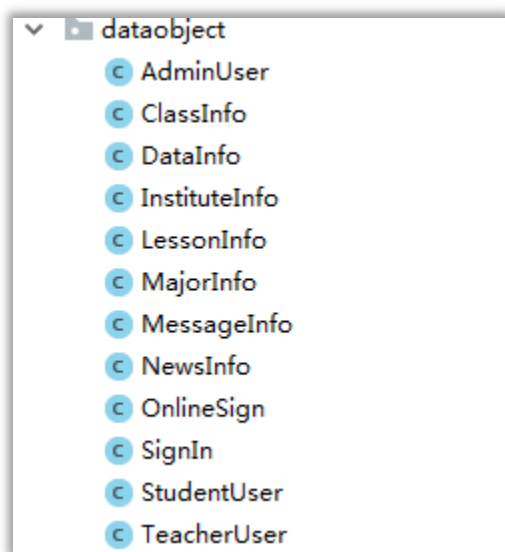 dataobject
C AdminUser
C ClassInfo
C DataInfo
C InstituteInfo
C LessonInfo
C MajorInfo
C MessageInfo
C NewsInfo
C OnlineSign
C SignIn
C StudentUser
C TeacherUser